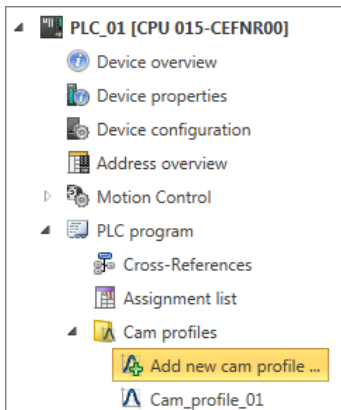 PLC_01 [CPU 015-CEFNR00]
Device overview
Device properties
Device configuration
Address overview
Motion Control
PLC program
Cross-References
Assignment list
Cam profiles
Add new cam profile ...
Cam_profile_01